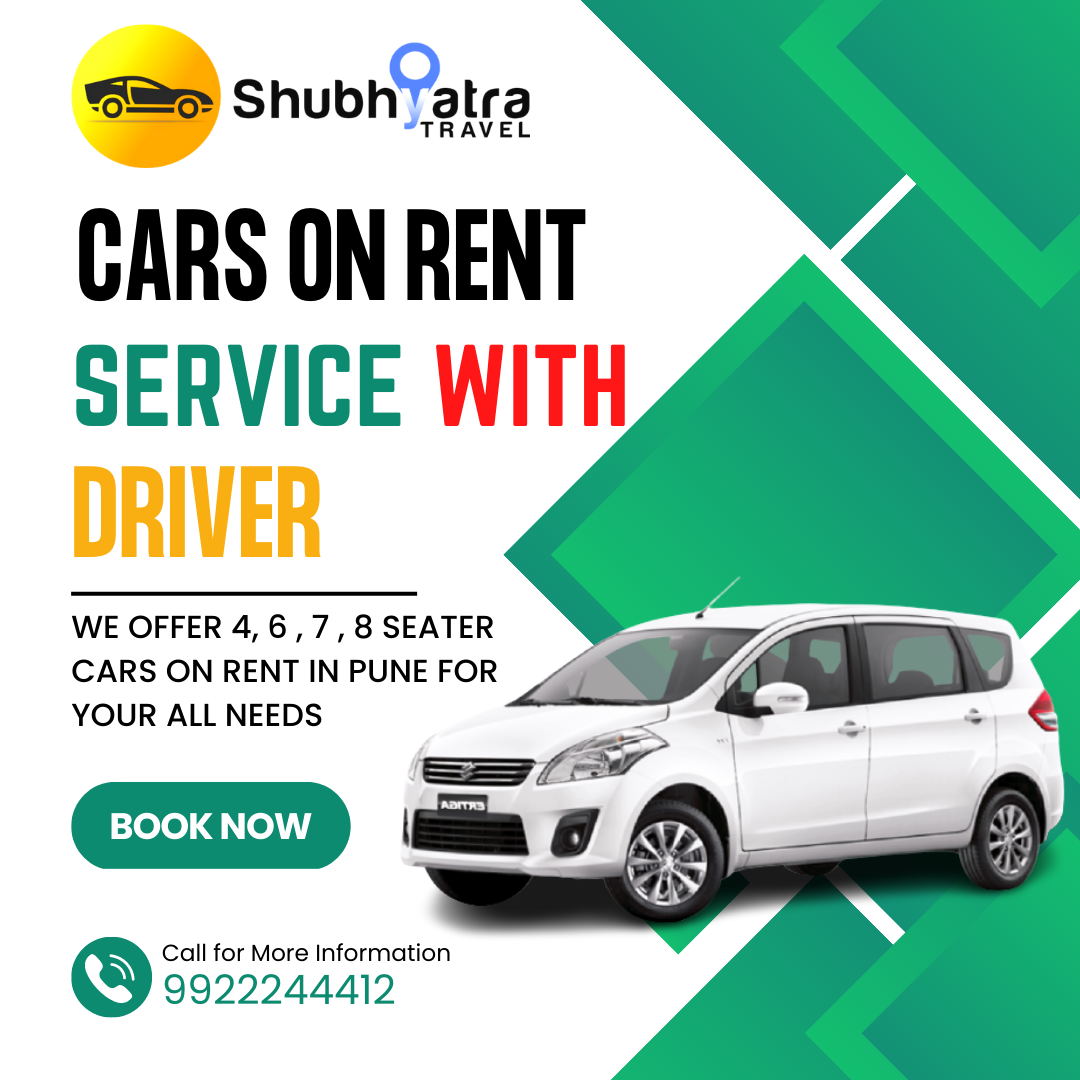 Shubhyatra
TRAVEL
CARS ON RENT
SERVICE WITH
DRIVER
WE OFFER 4, 6 , 7 , 8 SEATER
CARS ON RENT IN PUNE FOR
YOUR ALL NEEDS
ERTIGA
BOOK NOW
Call for More Information
9922244412